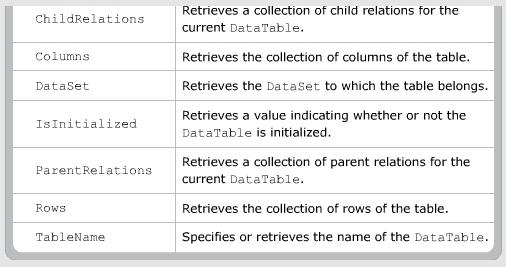 ChildRelations
Retrieves a collection of child relations for the
current DataTable.
Columns
Retrieves the collection of columns of the table.
DataSet
Retrieves the DataSet to which the table belongs.
IsInitialized
Retrieves a value indicating whether or not the
DataTable is initialized.
ParentRelations
Retrieves a collection of parent relations for the
current DataTable.
Rows
Retrieves the collection of rows of the table.
TableName
Specifies or retrieves the name of the DataTable.